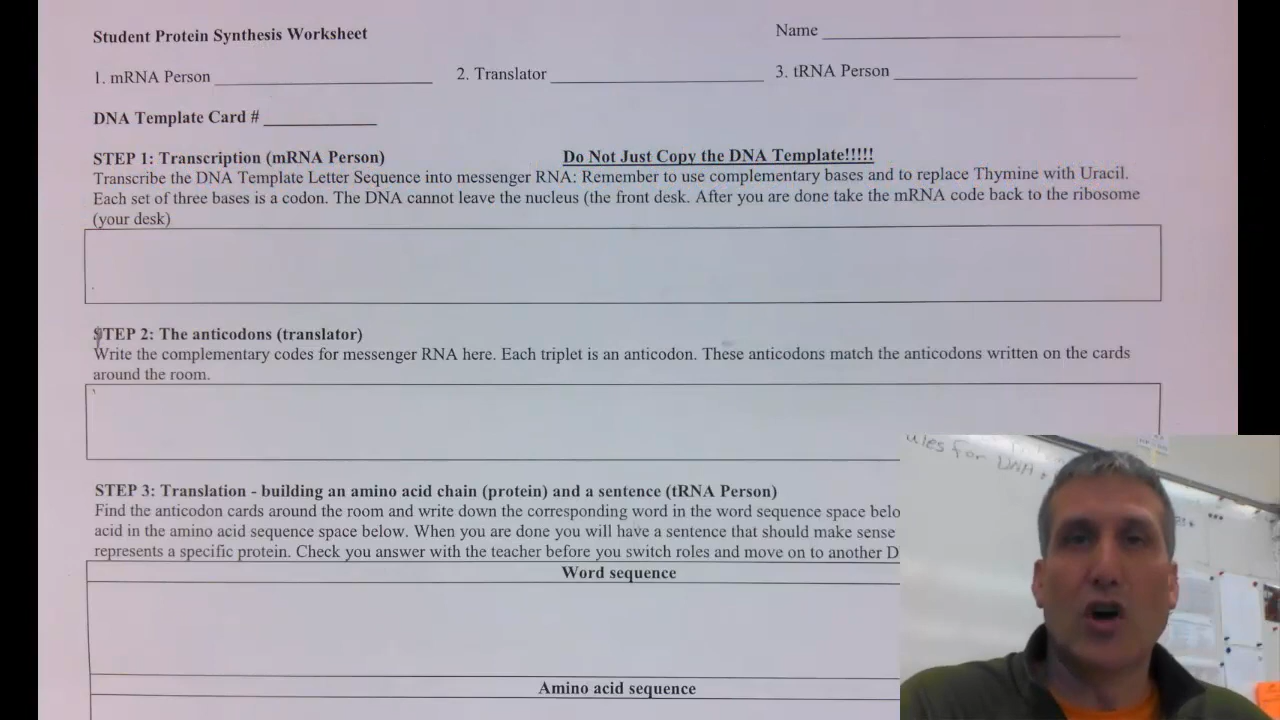 Student Protein Synthesis Worksheet
Name
1. mRNA Person
2. Translator
3. tRNA Person
DNA Template Card #
STEP 1: Transcription (mRNA Person)
Do Not Just Copy the DNA Template!!!!!
Transcribe the DNA Template Letter Sequence into messenger RNA: Remember to use complementary bases and to replace Thymine with Uracil.
Each set of three bases is a codon. The DNA cannot leave the nucleus (the front desk. After you are done take the mRNA code back to the ribosome
(your desk)
STEP 2: The anticodons (translator)
Write the complementary codes for messenger RNA here. Each triplet is an anticodon. These anticodons match the anticodons written on the cards
around the room.
STEP 3: Translation - building an amino acid chain (protein) and a sentence (tRNA Person)
Find the anticodon cards around the room and write down the corresponding word in the word sequence space belo
acid in the amino acid sequence space below. When you are done you will have a sentence that should make sense
represents a specific protein. Check you answer with the teacher before you switch roles and move on to another D
Word sequence
Amino acid sequence
ules for DNA